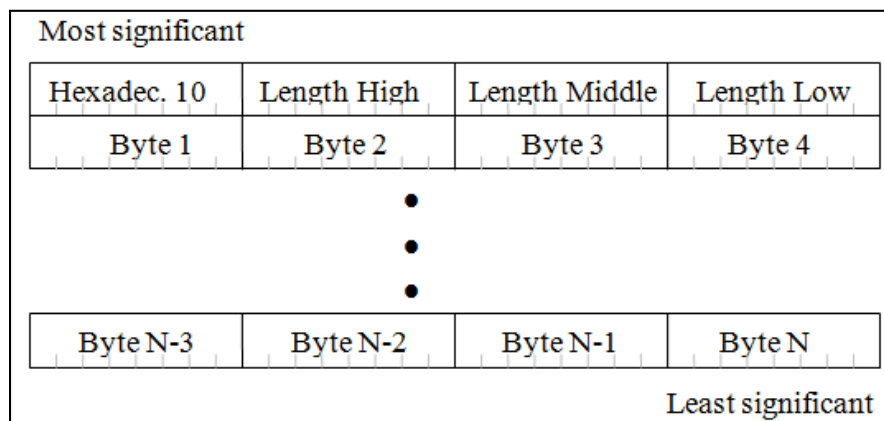 Most significant
Hexadec. 10 Length High Length Middle Length Low
Byte 1 Byte 2 Byte 3 Byte 4
Byte N-3 Byte N-2 Byte N-1 Byte N
Least significant